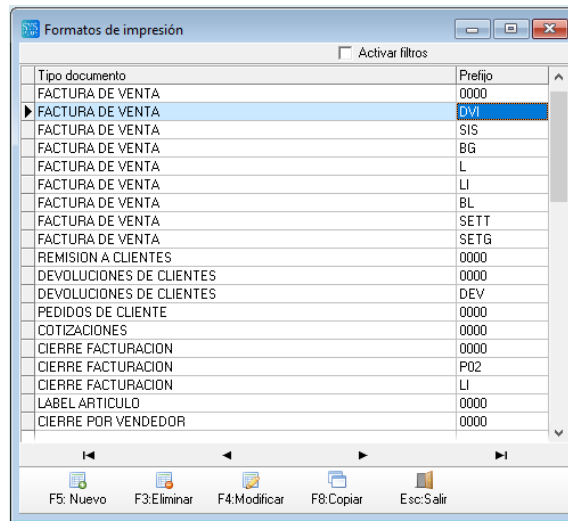 Formatos de impresión
Activar filtros
Tipo documento Prefijo
FACTURA DE VENTA 0000
FACTURA DE VENTA DVI
FACTURA DE VENTA SIS
FACTURA DE VENTA BG
FACTURA DE VENTA L
FACTURA DE VENTA LI
FACTURA DE VENTA BL
FACTURA DE VENTA SETT
FACTURA DE VENTA SETG
REMISION A CLIENTES 0000
DEVOLUCIONES DE CLIENTES 0000
DEVOLUCIONES DE CLIENTES DEV
PEDIDOS DE CLIENTE 0000
COTIZACIONES 0000
CIERRE FACTURACION 0000
CIERRE FACTURACION P02
CIERRE FACTURACION LI
LABEL ARTICULO 0000
CIERRE POR VENDEDOR 0000
F5: Nuevo F3:Eliminar F4:Modificar F8:Copiar Esc:Salir